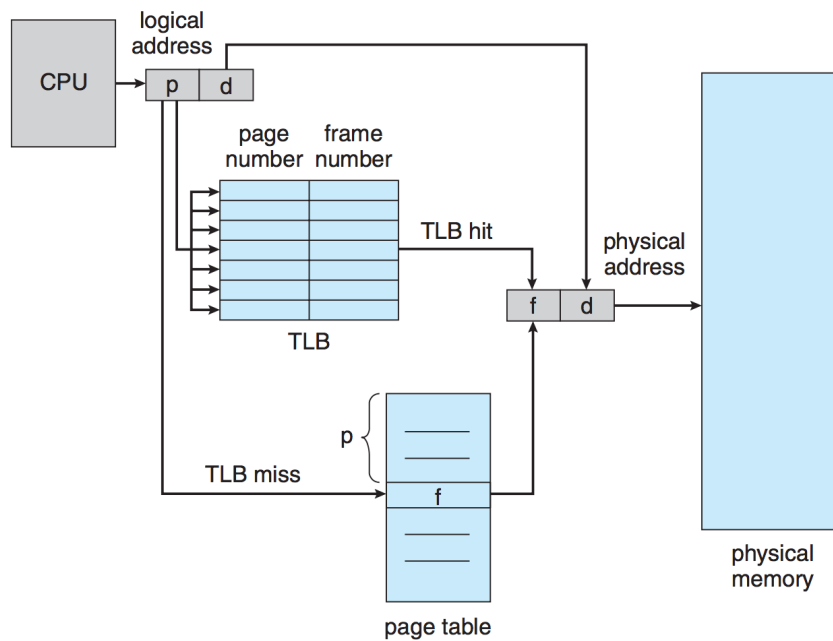 logical
address
CPU
p
d
page
number
frame
number
TLB hit
TLB
physical
address
f
d
p
TLB miss
f
page table
physical
memory